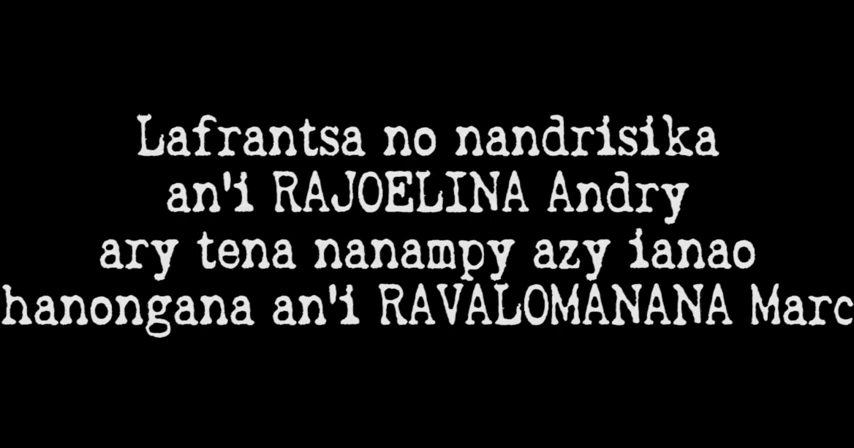 Lafrantsa no nandrisika
an'i RAJOELINA Andry
ary tena nanampy azy ianao
hanongana an'i RAVALOMANANA Marc